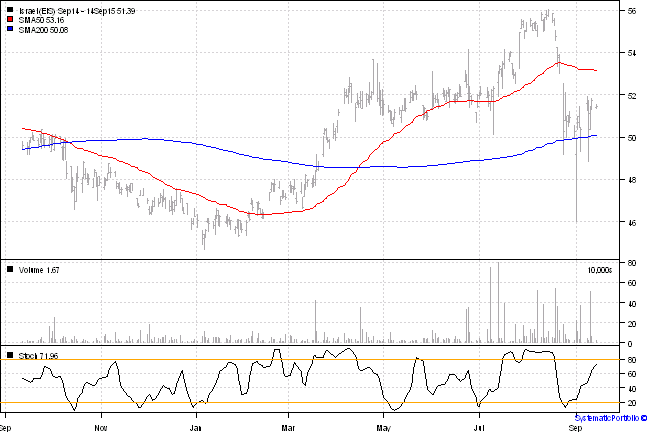 Israel (EIS) Sep14 - 14Sep15 51.39
SMA50 53.16
SMA200 50.08
56
54
52
50
48
46
Volume 1.67
10,000s
80
60
40
20
0
Stoch 71.96
80
60
40
20
Sep
Nov
Jan
Mar
May
Jul
Sep
SystematicPortfolio ©